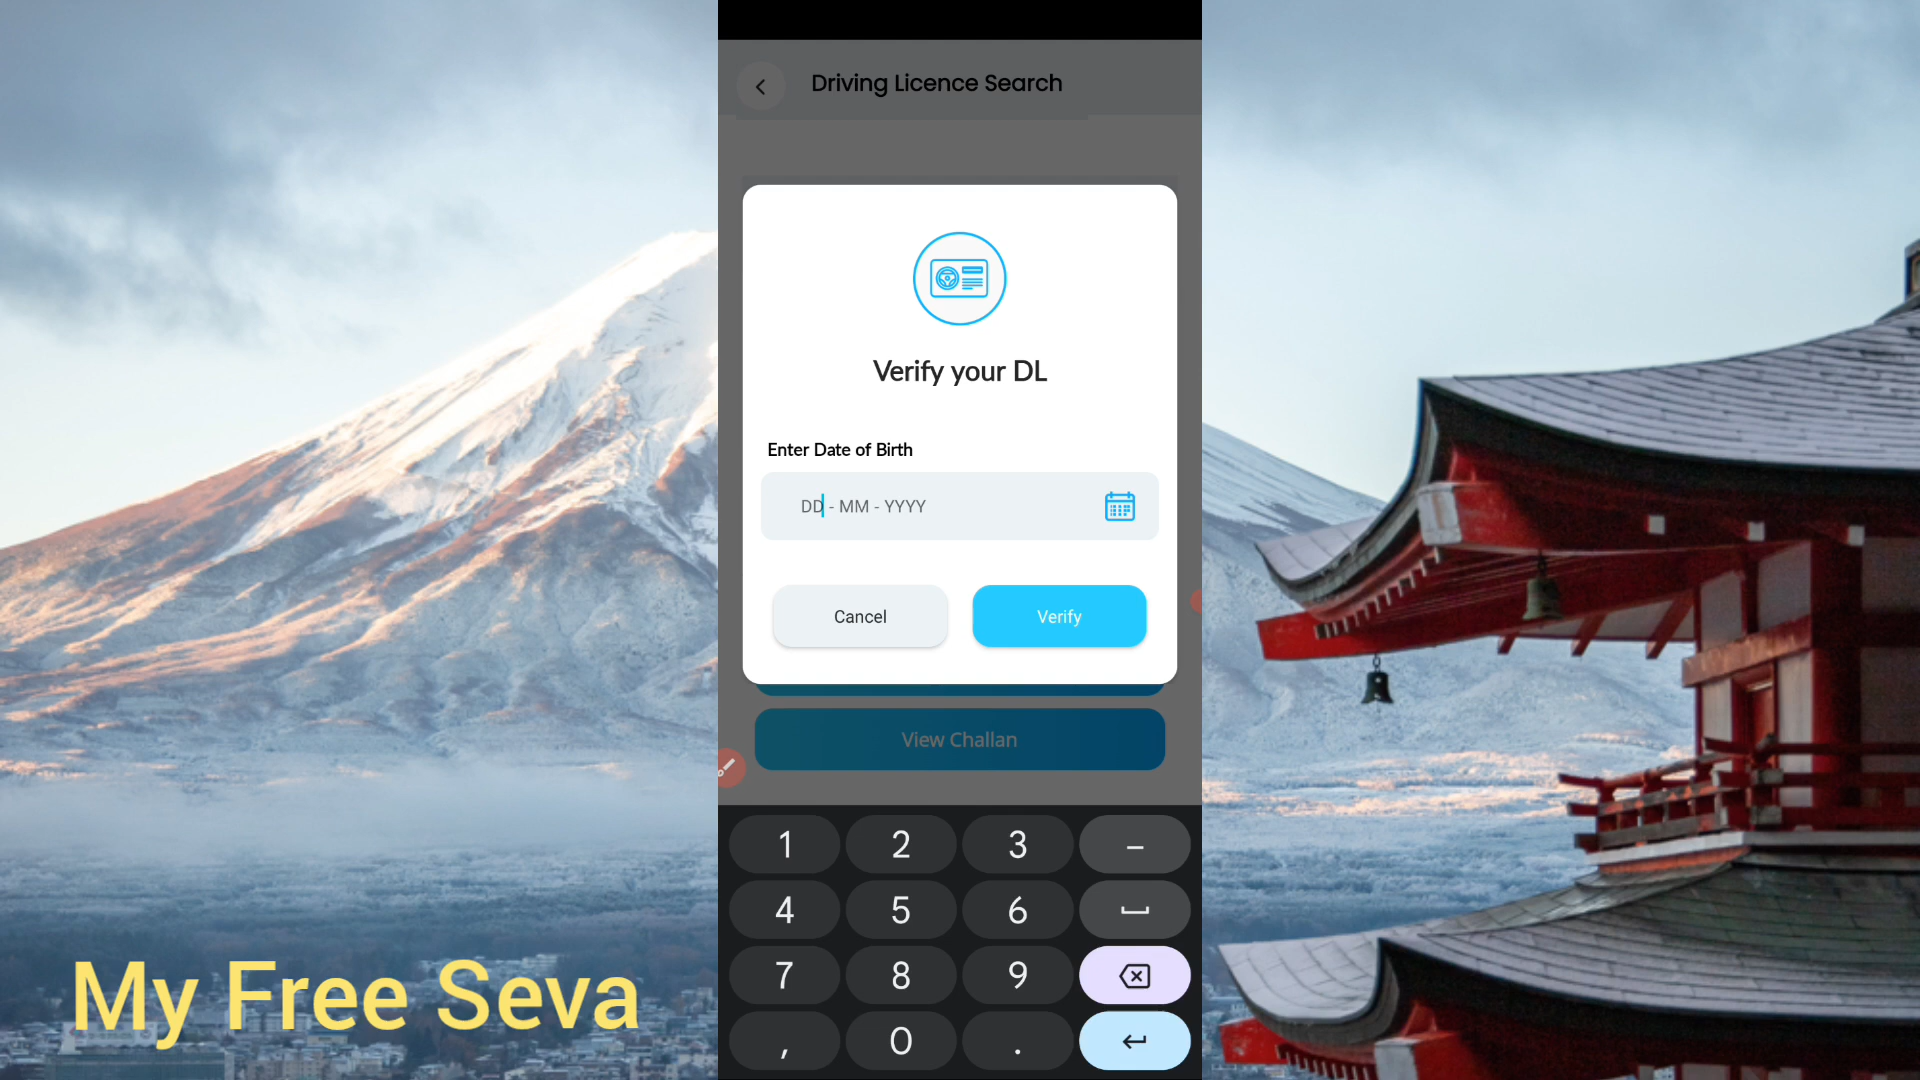 Driving Licence Search
Verify your DL
Enter Date of Birth
DD - MM - YYYY
Cancel
Verify
View Challan
1 2 3 –
4 5 6
7 8 9
, 0 .
My Free Seva